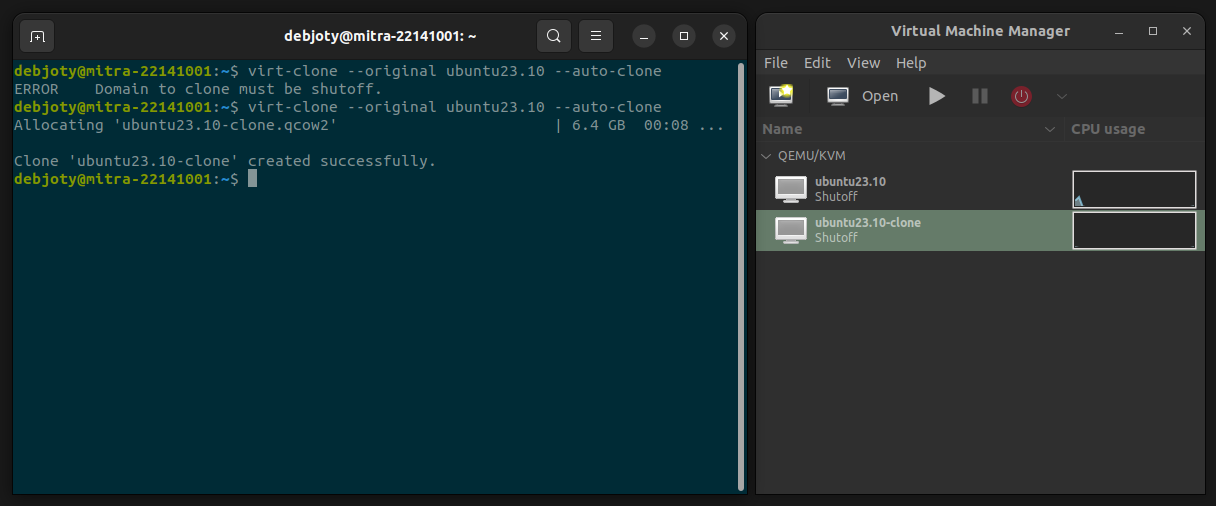 debjoty@mitra-22141001: ~
debjoty@mitra-22141001:~$ virt-clone --original ubuntu23.10 --auto-clone
ERROR    Domain to clone must be shutoff.
debjoty@mitra-22141001:~$ virt-clone --original ubuntu23.10 --auto-clone
Allocating 'ubuntu23.10-clone.qcow2'                        | 6.4 GB  00:08 ...
Clone 'ubuntu23.10-clone' created successfully.
debjoty@mitra-22141001:~$
Virtual Machine Manager
File Edit View Help
Open
Name CPU usage
QEMU/KVM
ubuntu23.10
Shutoff
ubuntu23.10-clone
Shutoff